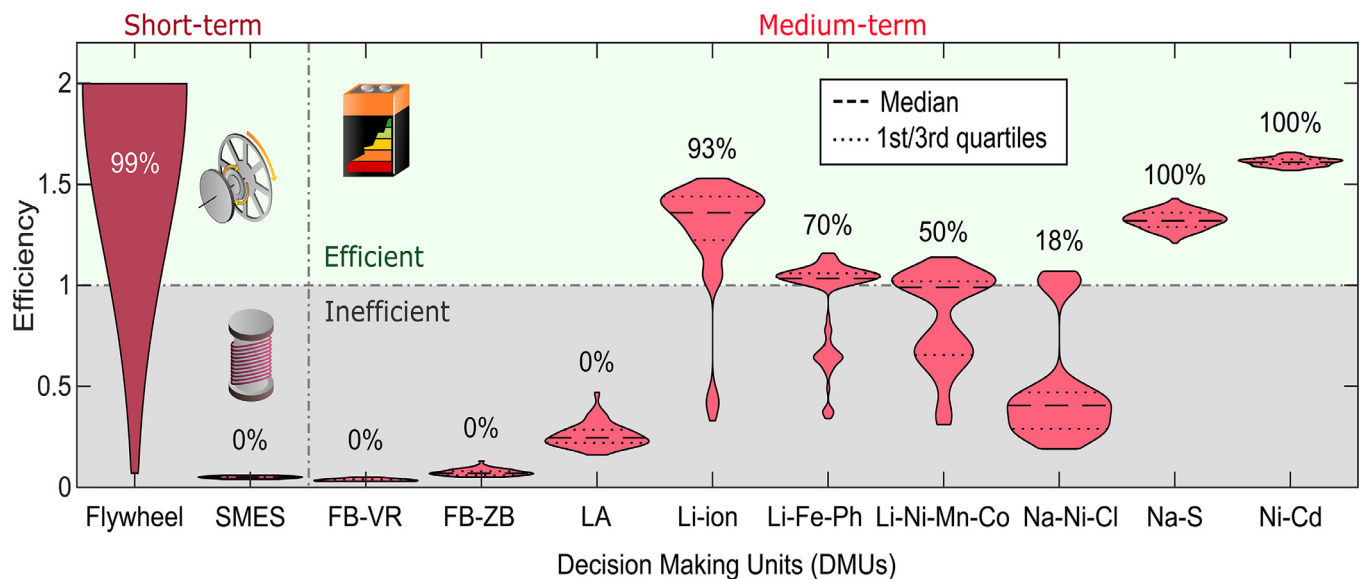 Short-term
Medium-term
Efficiency
2
1.5
1
0.5
0
99%
0%
0%
0%
0%
93%
70%
50%
18%
100%
100%
Median
1st/3rd quartiles
Efficient
Inefficient
Flywheel
SMES
FB-VR
FB-ZB
LA
Li-ion
Li-Fe-Ph
Li-Ni-Mn-Co
Na-Ni-Cl
Na-S
Ni-Cd
Decision Making Units (DMUs)